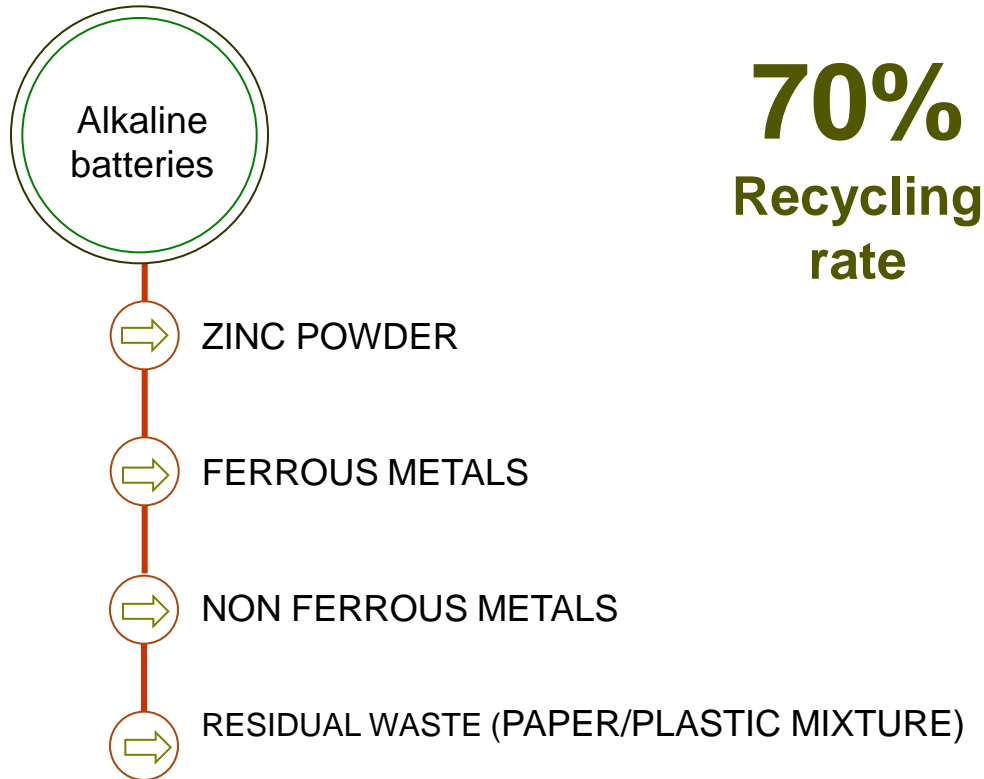 Alkaline
batteries
70%
Recycling
rate
ZINC POWDER
FERROUS METALS
NON FERROUS METALS
RESIDUAL WASTE (PAPER/PLASTIC MIXTURE)